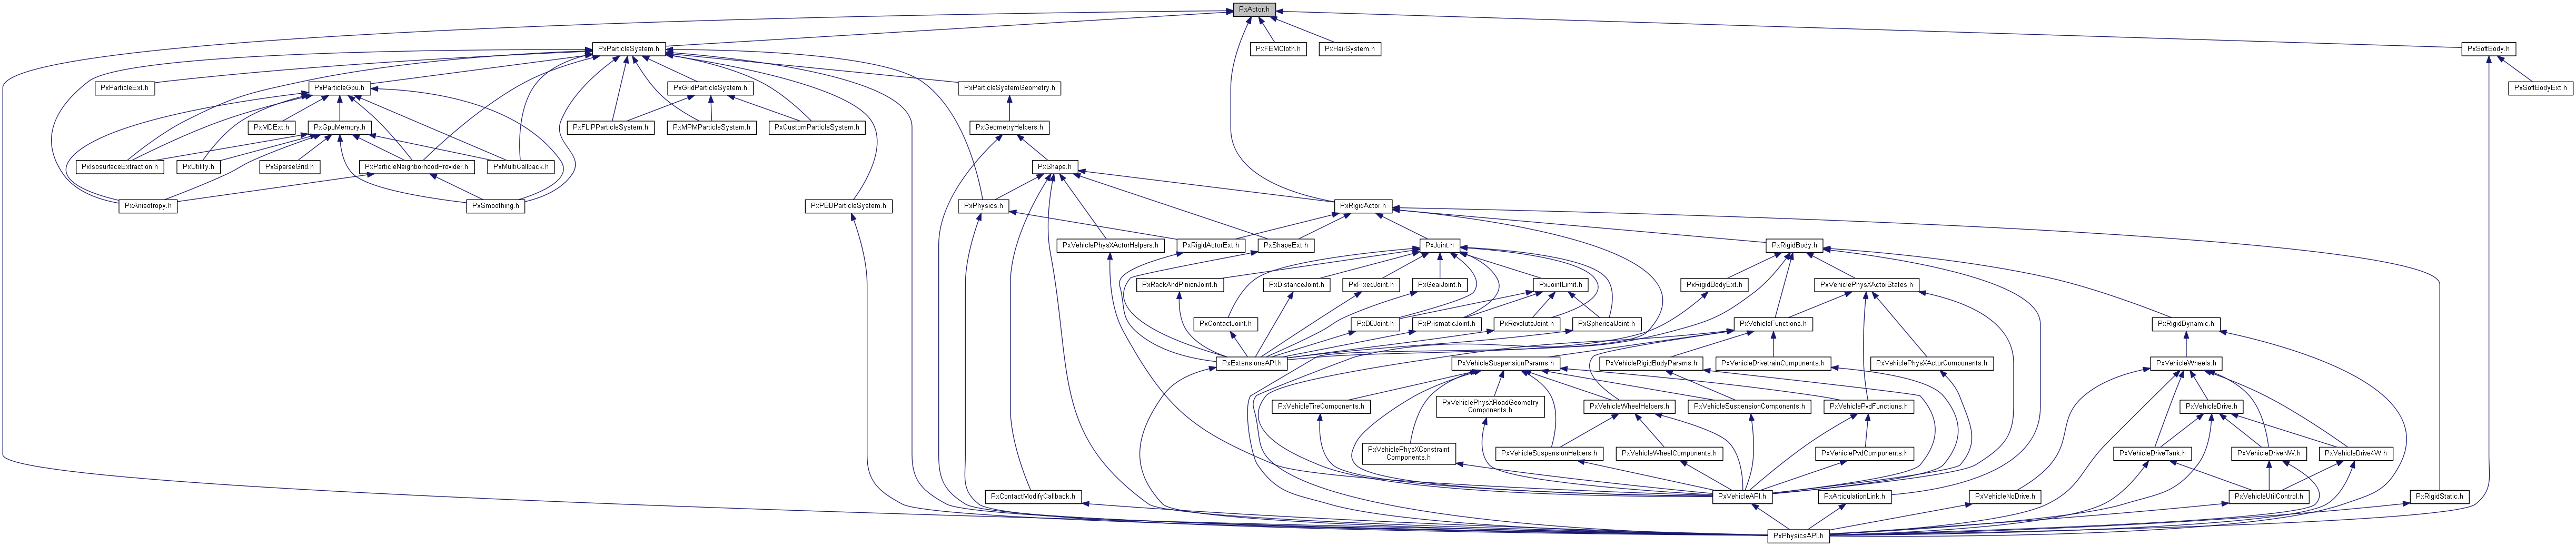 PxActor.h
PxParticleSystem.h
PxFEMCloth.h
PxHairSystem.h
PxSoftBody.h
PxParticleExt.h
PxParticleGpu.h
PxGridParticleSystem.h
PxParticleSystemGeometry.h
PxSoftBodyExt.h
PxMDExt.h
PxGpuMemory.h
PxFLIPParticleSystem.h
PxMPMParticleSystem.h
PxCustomParticleSystem.h
PxGeometryHelpers.h
PxIsosurfaceExtraction.h
PxUtility.h
PxSparseGrid.h
PxParticleNeighborhoodProvider.h
PxMultiCallback.h
PxShape.h
PxAnisotropy.h
PxSmoothing.h
PxPBDParticleSystem.h
PxPhysics.h
PxRigidActor.h
PxVehiclePhysXActorHelpers.h
PxRigidActorExt.h
PxShapeExt.h
PxJoint.h
PxRigidBody.h
PxRackAndPinionJoint.h
PxDistanceJoint.h
PxFixedJoint.h
PxGearJoint.h
PxJointLimit.h
PxRigidBodyExt.h
PxVehiclePhysXActorStates.h
PxContactJoint.h
PxD6Joint.h
PxPrismaticJoint.h
PxRevoluteJoint.h
PxSphericalJoint.h
PxVehicleFunctions.h
PxRigidDynamic.h
PxExtensionsAPI.h
PxVehicleSuspensionParams.h
PxVehicleRigidBodyParams.h
PxVehicleDrivetrainComponents.h
PxVehiclePhysXActorComponents.h
PxVehicleWheels.h
PxVehicleTireComponents.h
PxVehiclePhysXRoadGeometry
Components.h
PxVehicleWheelHelpers.h
PxVehicleSuspensionComponents.h
PxVehiclePvdFunctions.h
PxVehicleDrive.h
PxVehiclePhysXConstraint
Components.h
PxVehicleSuspensionHelpers.h
PxVehicleWheelComponents.h
PxVehiclePvdComponents.h
PxVehicleDriveTank.h
PxVehicleDriveNW.h
PxVehicleDrive4W.h
PxContactModifyCallback.h
PxVehicleAPI.h
PxArticulationLink.h
PxVehicleNoDrive.h
PxVehicleUtilControl.h
PxRigidStatic.h
PxPhysicsAPI.h